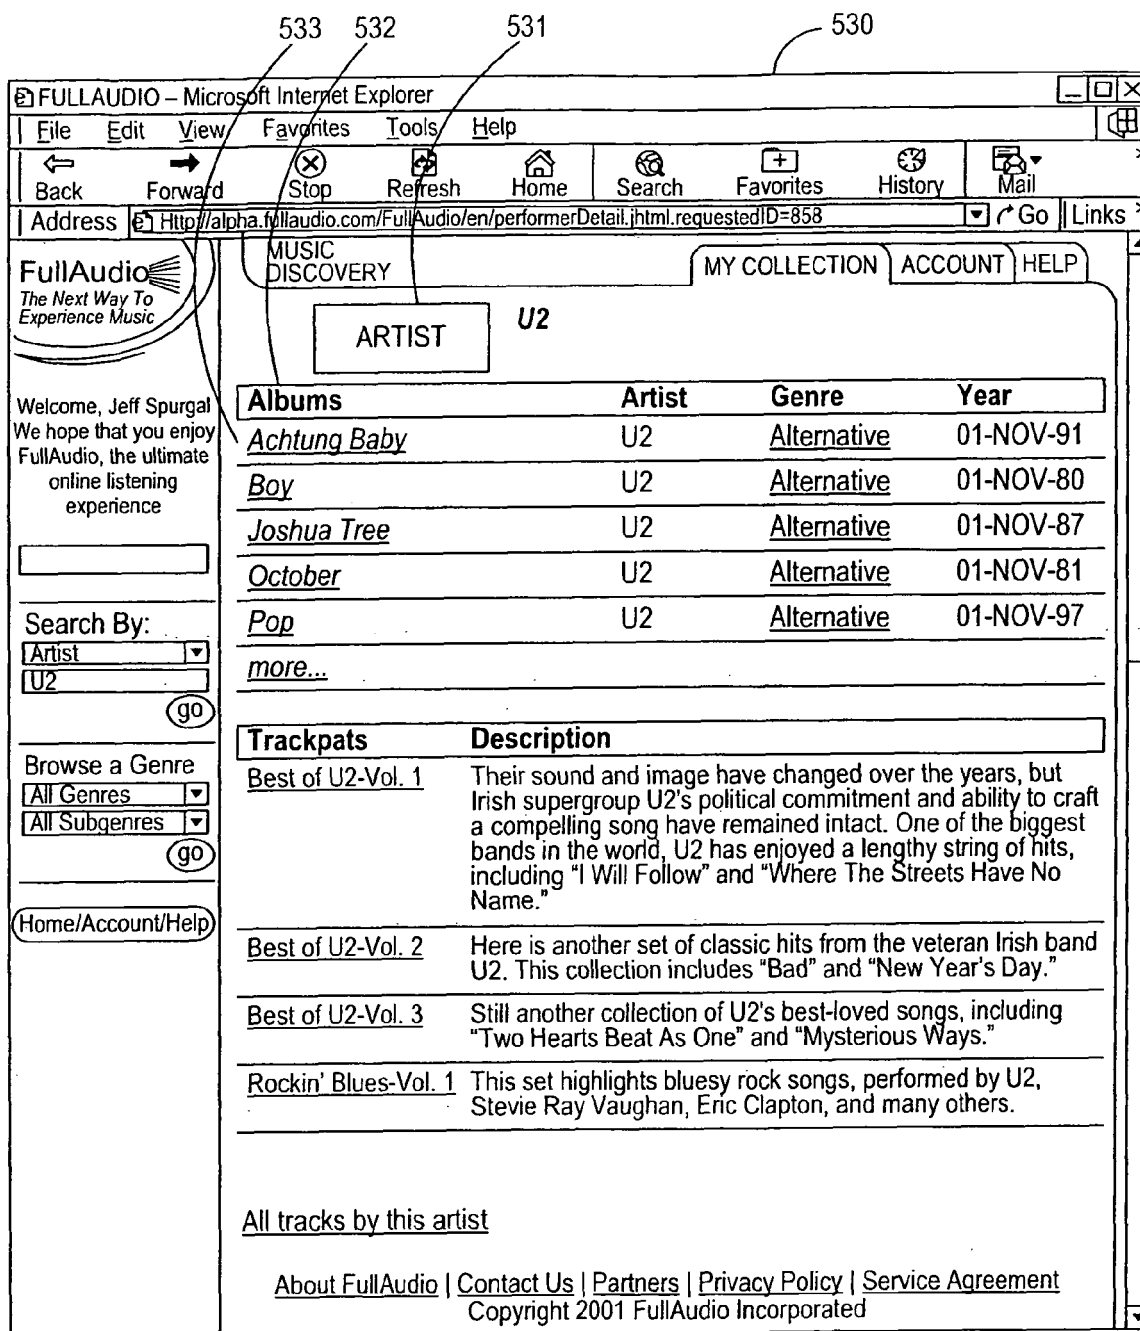 533 532 531 530
FULLAUDIO – Microsoft Internet Explorer
File Edit View Favorites Tools Help
Back Forward Stop Refresh Home Search Favorites History Mail
Address Http://alpha.fullaudio.com/FullAudio/en/performerDetail.jhtml.requestedID=858 Go Links
FullAudio
The Next Way To
Experience Music
Welcome, Jeff Spurgal
We hope that you enjoy
FullAudio, the ultimate
online listening
experience
Search By:
Artist
U2
go
Browse a Genre
All Genres
All Subgenres
go
Home/Account/Help
MUSIC
DISCOVERY
MY COLLECTION ACCOUNT HELP
ARTIST U2
Albums Artist Genre Year
Achtung Baby U2 Alternative 01-NOV-91
Boy U2 Alternative 01-NOV-80
Joshua Tree U2 Alternative 01-NOV-87
October U2 Alternative 01-NOV-81
Pop U2 Alternative 01-NOV-97
more...
Trackpats Description
Best of U2-Vol. 1 Their sound and image have changed over the years, but
Irish supergroup U2's political commitment and ability to craft
a compelling song have remained intact. One of the biggest
bands in the world, U2 has enjoyed a lengthy string of hits,
including "I Will Follow" and "Where The Streets Have No
Name."
Best of U2-Vol. 2 Here is another set of classic hits from the veteran Irish band
U2. This collection includes "Bad" and "New Year's Day."
Best of U2-Vol. 3 Still another collection of U2's best-loved songs, including
"Two Hearts Beat As One" and "Mysterious Ways."
Rockin' Blues-Vol. 1 This set highlights bluesy rock songs, performed by U2,
Stevie Ray Vaughan, Eric Clapton, and many others.
All tracks by this artist
About FullAudio | Contact Us | Partners | Privacy Policy | Service Agreement
Copyright 2001 FullAudio Incorporated